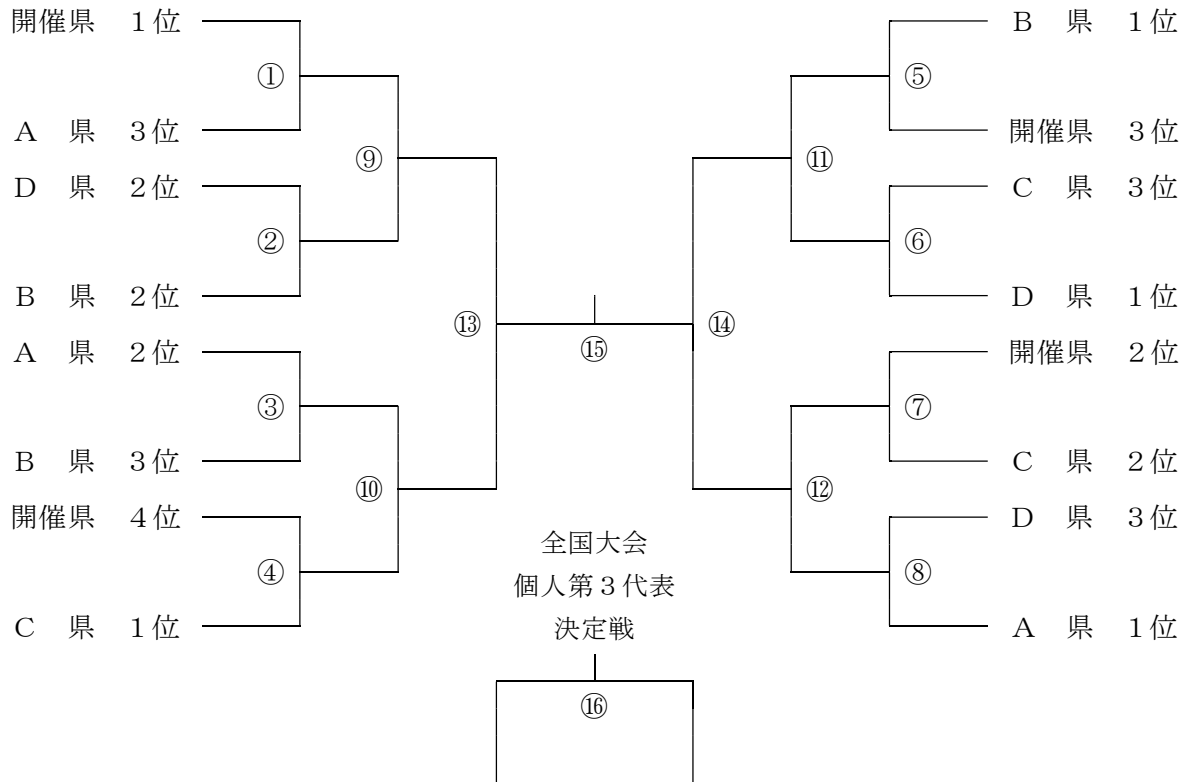 開催県　１位
①
Ａ　県　３位
⑨
Ｄ　県　２位
②
Ｂ　県　２位
⑬
Ａ　県　２位
③
Ｂ　県　３位
⑩
開催県　４位
④
Ｃ　県　１位
⑮
Ｂ　県　１位
⑤
開催県　３位
⑪
Ｃ　県　３位
⑥
Ｄ　県　１位
⑭
開催県　２位
⑦
Ｃ　県　２位
⑫
Ｄ　県　３位
⑧
Ａ　県　１位
全国大会
個人第３代表
決定戦
⑯